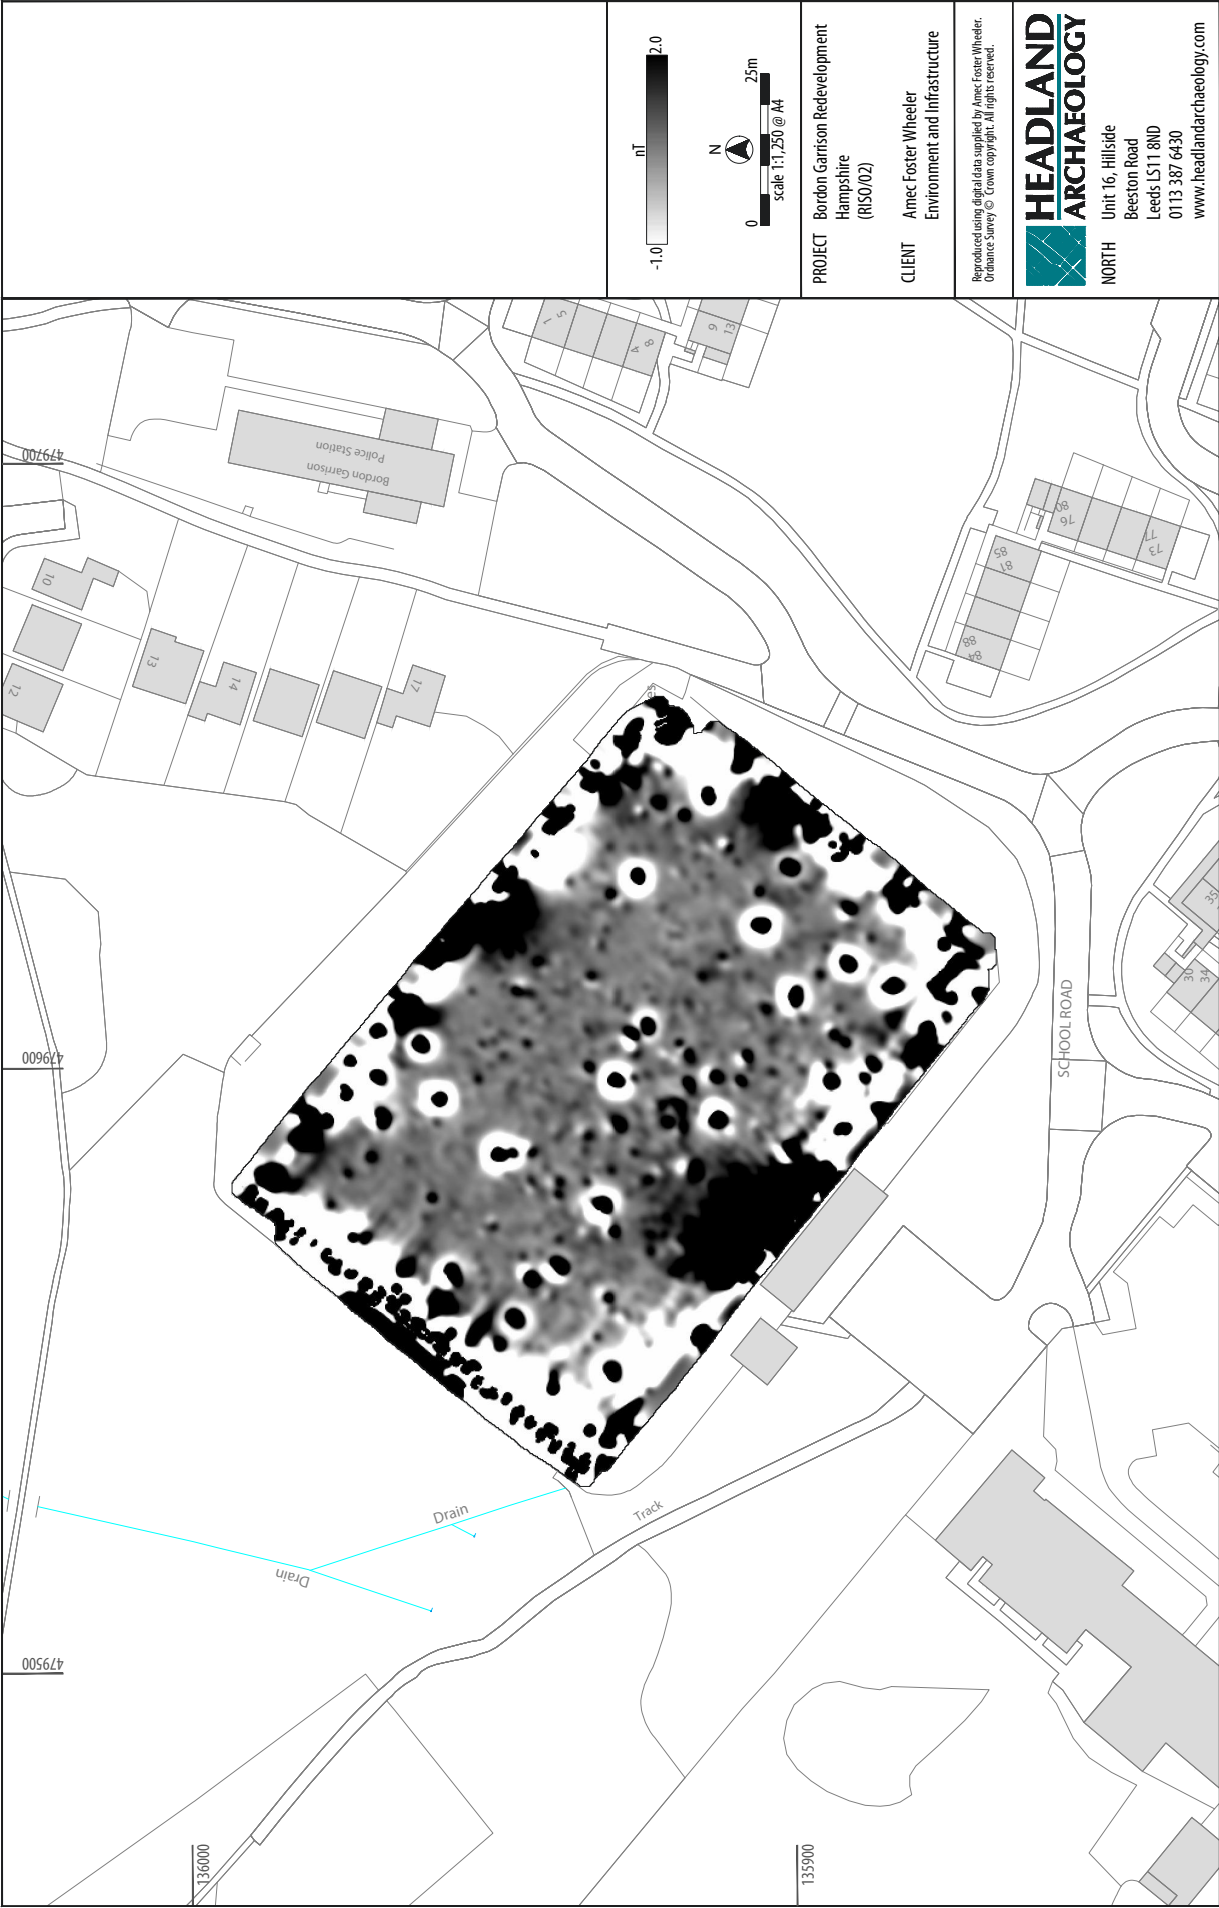 2.0
nT
-1.0
N
25m
0
scale 1:1,250 @ A4
PROJECT
Bordon Garrison Redevelopment
Hampshire
(RISO/02)
CLIENT
Amec Foster Wheeler
Environment and Infrastructure
Reproduced using digital data supplied by Amec Foster Wheeler.
Ordnance Survey © Crown copyright. All rights reserved.
HEADLAND
ARCHAEOLOGY
NORTH
Unit 16, Hillside
Beeston Road
Leeds LS11 8ND
0113 387 6430
www.headlandarchaeology.com
479700
479600
479500
136000
135900
Bordon Garrison
Police Station
10
12
13
14
17
1
5
4
8
9
13
80
76
77
73
85
81
88
84
35
30
34
SCHOOL ROAD
Track
Drain
Drain
es